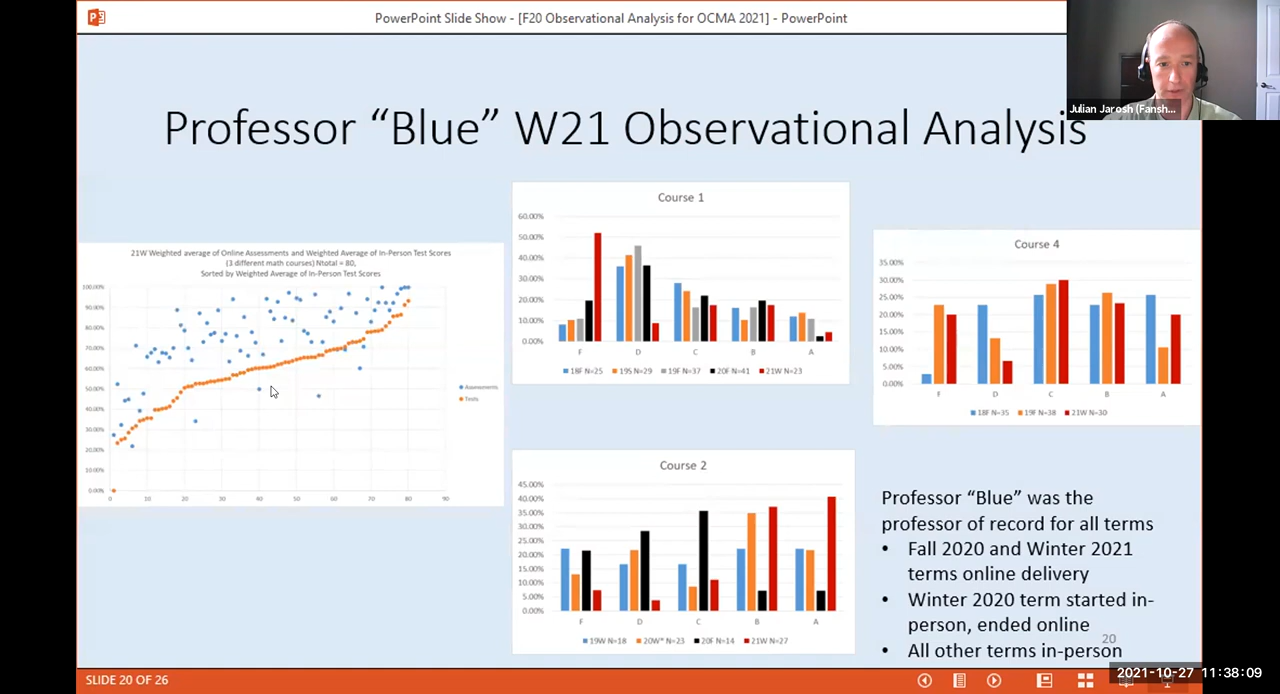 PowerPoint Slide Show - [F20 Observational Analysis for OCMA 2021] - PowerPoint
Julian Jarosh (Fansh...
Professor “Blue” W21 Observational Analysis
21W Weighted average of Online Assessments and Weighted Average of In-Person Test Scores
(3 different math courses) Ntotal = 80,
Sorted by Weighted Average of In-Person Test Scores
100.00%
90.00%
80.00%
70.00%
60.00%
50.00%
40.00%
30.00%
20.00%
10.00%
0.00%
0 10 20 30 40 50 60 70 80 90
Assessments
Tests
Course 1
60.00%
50.00%
40.00%
30.00%
20.00%
10.00%
0.00%
F D C B A
18F N=25 19S N=29 19F N=37 20F N=41 21W N=23
Course 4
35.00%
30.00%
25.00%
20.00%
15.00%
10.00%
5.00%
0.00%
F D C B A
18F N=35 19F N=38 21W N=30
Course 2
45.00%
40.00%
35.00%
30.00%
25.00%
20.00%
15.00%
10.00%
5.00%
0.00%
F D C B A
19W N=18 20W* N=23 20F N=14 21W N=27
Professor “Blue” was the
professor of record for all terms
• Fall 2020 and Winter 2021
terms online delivery
• Winter 2020 term started in-
person, ended online
• All other terms in-person
20
SLIDE 20 OF 26
2021-10-27 11:38:09